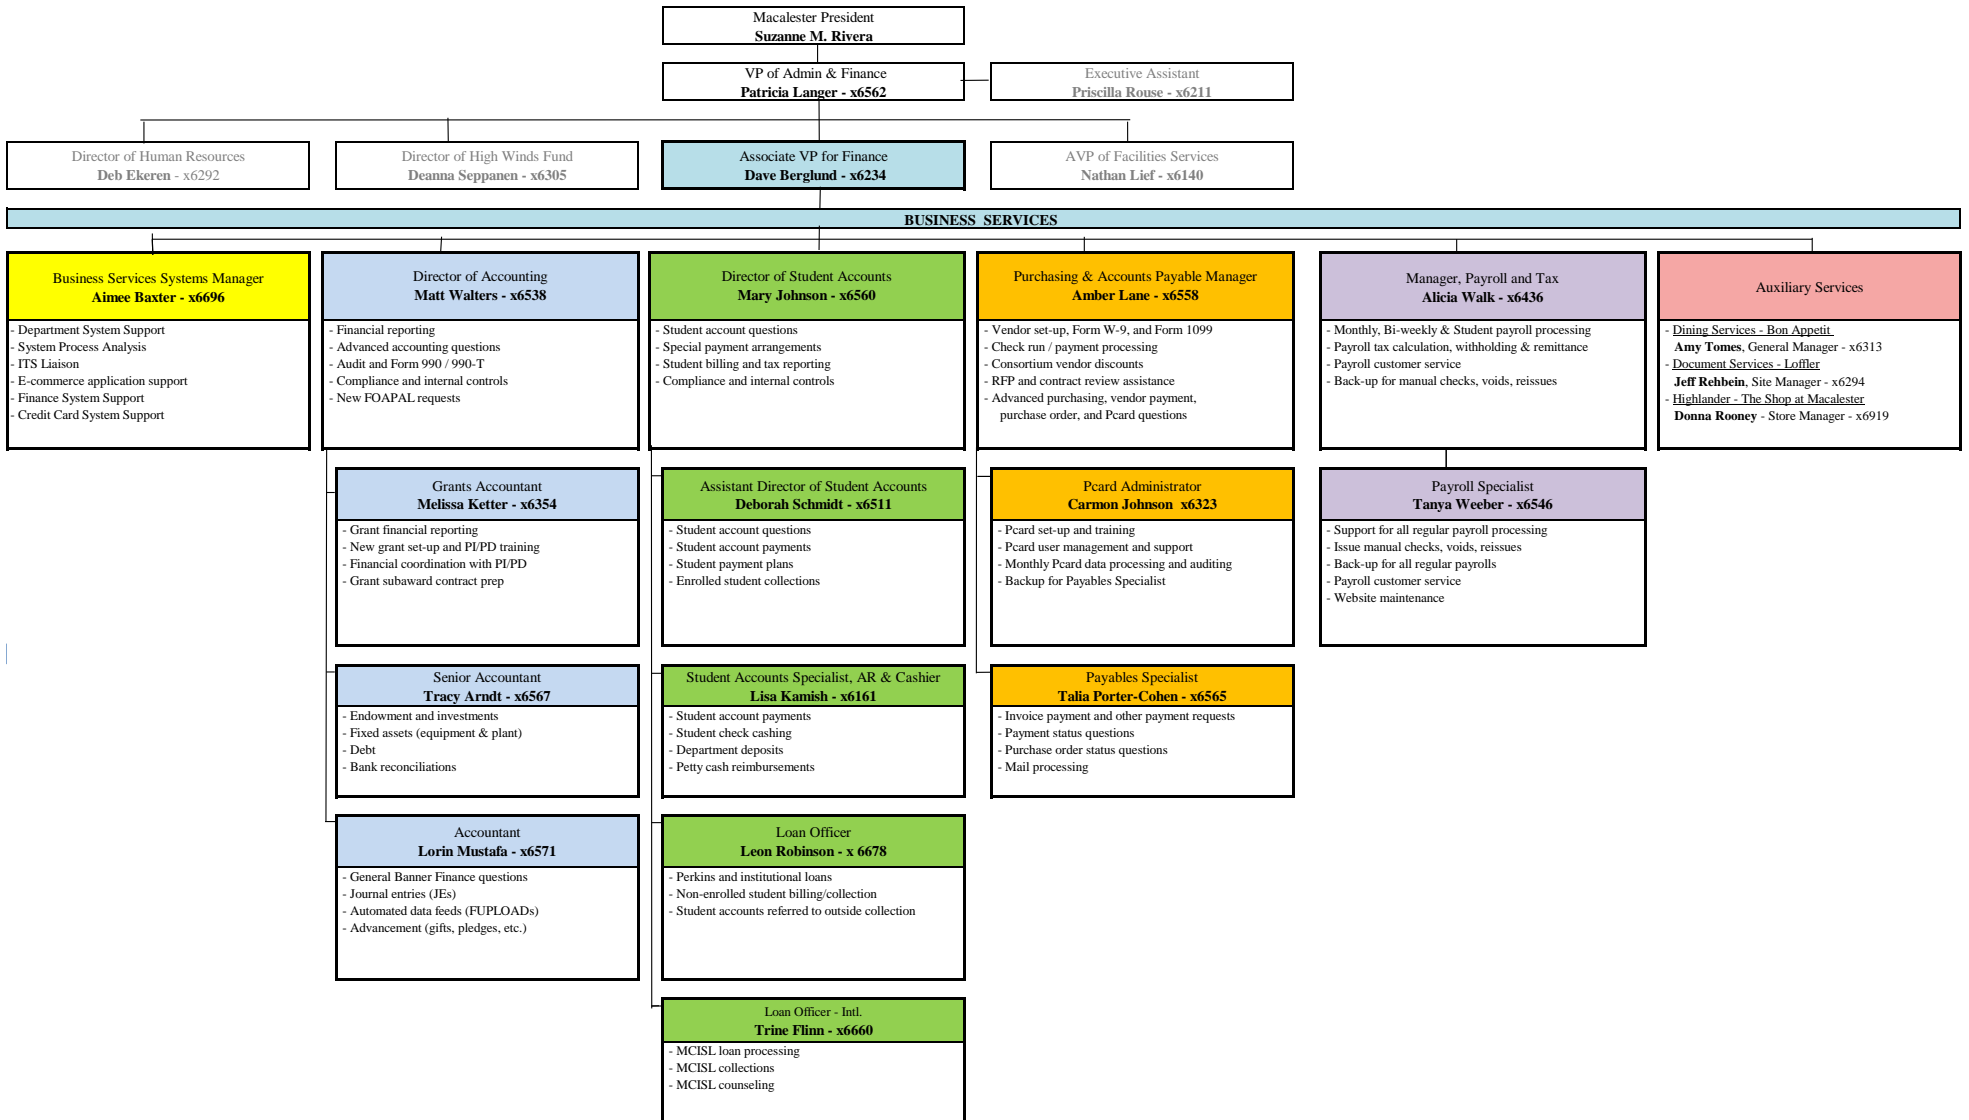 Macalester President
Suzanne M. Rivera
VP of Admin & Finance
Patricia Langer - x6562
Executive Assistant
Priscilla Rouse - x6211
Director of Human Resources
Deb Ekeren - x6292
Director of High Winds Fund
Deanna Seppanen - x6305
Associate VP for Finance
Dave Berglund - x6234
AVP of Facilities Services
Nathan Lief - x6140
BUSINESS SERVICES
Business Services Systems Manager
Aimee Baxter - x6696
- Department System Support
- System Process Analysis
- ITS Liaison
- E-commerce application support
- Finance System Support
- Credit Card System Support
Director of Accounting
Matt Walters - x6538
- Financial reporting
- Advanced accounting questions
- Audit and Form 990 / 990-T
- Compliance and internal controls
- New FOAPAL requests
Director of Student Accounts
Mary Johnson - x6560
- Student account questions
- Special payment arrangements
- Student billing and tax reporting
- Compliance and internal controls
Purchasing & Accounts Payable Manager
Amber Lane - x6558
- Vendor set-up, Form W-9, and Form 1099
- Check run / payment processing
- Consortium vendor discounts
- RFP and contract review assistance
- Advanced purchasing, vendor payment,
purchase order, and Pcard questions
Manager, Payroll and Tax
Alicia Walk - x6436
- Monthly, Bi-weekly & Student payroll processing
- Payroll tax calculation, withholding & remittance
- Payroll customer service
- Back-up for manual checks, voids, reissues
Auxiliary Services
- Dining Services - Bon Appetit
Amy Tomes, General Manager - x6313
- Document Services - Loffler
Jeff Rehbein, Site Manager - x6294
- Highlander - The Shop at Macalester
Donna Rooney - Store Manager - x6919
Grants Accountant
Melissa Ketter - x6354
- Grant financial reporting
- New grant set-up and PI/PD training
- Financial coordination with PI/PD
- Grant subaward contract prep
Assistant Director of Student Accounts
Deborah Schmidt - x6511
- Student account questions
- Student account payments
- Student payment plans
- Enrolled student collections
Pcard Administrator
Carmon Johnson x6323
- Pcard set-up and training
- Pcard user management and support
- Monthly Pcard data processing and auditing
- Backup for Payables Specialist
Payroll Specialist
Tanya Weeber - x6546
- Support for all regular payroll processing
- Issue manual checks, voids, reissues
- Back-up for all regular payrolls
- Payroll customer service
- Website maintenance
Senior Accountant
Tracy Arndt - x6567
- Endowment and investments
- Fixed assets (equipment & plant)
- Debt
- Bank reconciliations
Student Accounts Specialist, AR & Cashier
Lisa Kamish - x6161
- Student account payments
- Student check cashing
- Department deposits
- Petty cash reimbursements
Payables Specialist
Talia Porter-Cohen - x6565
- Invoice payment and other payment requests
- Payment status questions
- Purchase order status questions
- Mail processing
Accountant
Lorin Mustafa - x6571
- General Banner Finance questions
- Journal entries (JEs)
- Automated data feeds (FUPLOADs)
- Advancement (gifts, pledges, etc.)
Loan Officer
Leon Robinson - x 6678
- Perkins and institutional loans
- Non-enrolled student billing/collection
- Student accounts referred to outside collection
Loan Officer - Intl.
Trine Flinn - x6660
- MCISL loan processing
- MCISL collections
- MCISL counseling